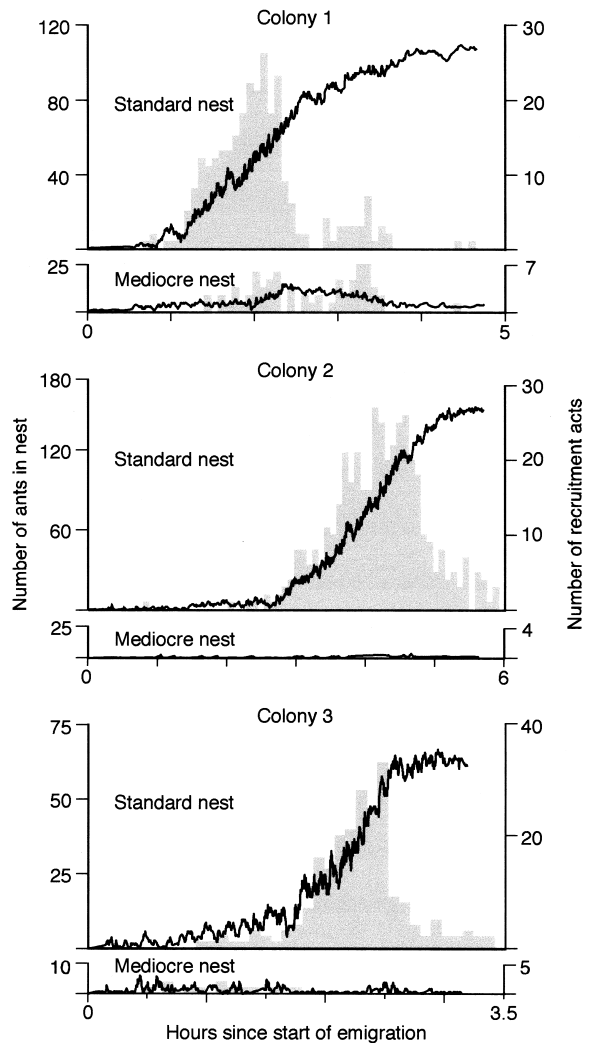 Colony 1
120
80
40
30
20
10
Standard nest
25
7
Mediocre nest
0
5
Colony 2
180
120
60
30
20
10
Standard nest
25
4
Mediocre nest
0
6
Number of ants in nest
Number of recruitment acts
Colony 3
75
50
25
40
20
Standard nest
10
5
Mediocre nest
0
3.5
Hours since start of emigration